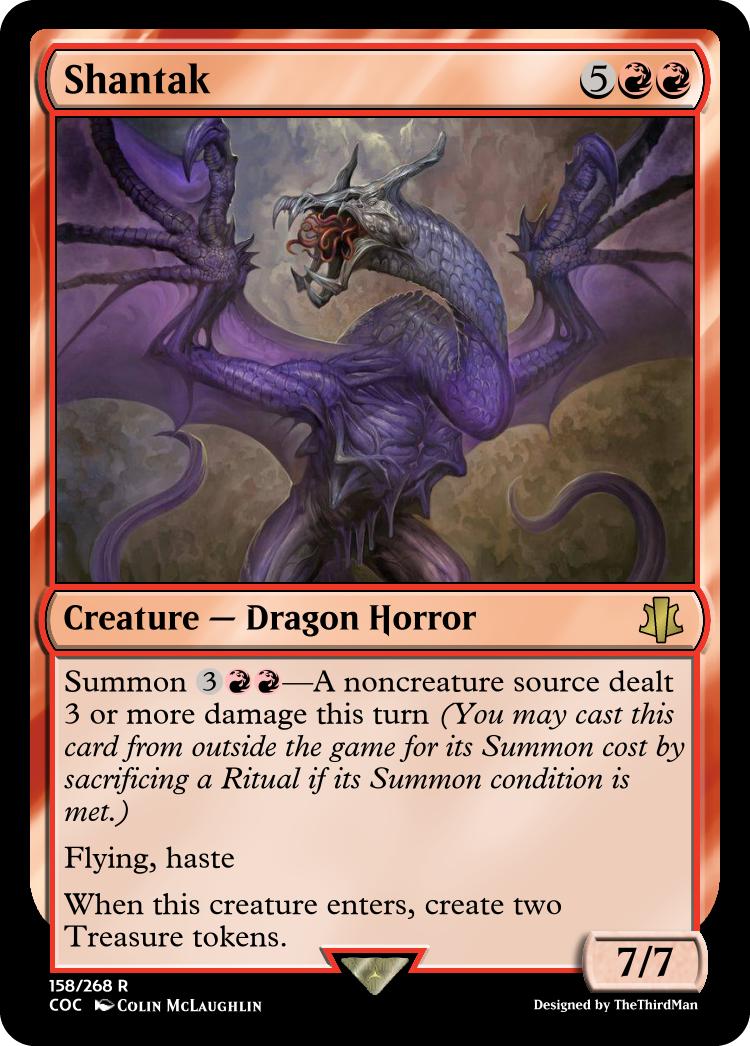 Shantak 5
Creature — Dragon Horror
Summon 3 —A noncreature source dealt
3 or more damage this turn (You may cast this
card from outside the game for its Summon cost by
sacrificing a Ritual if its Summon condition is
met.)
Flying, haste
When this creature enters, create two
Treasure tokens.
7/7
158/268 R
COC Colin McLaughlin
Designed by TheThirdMan